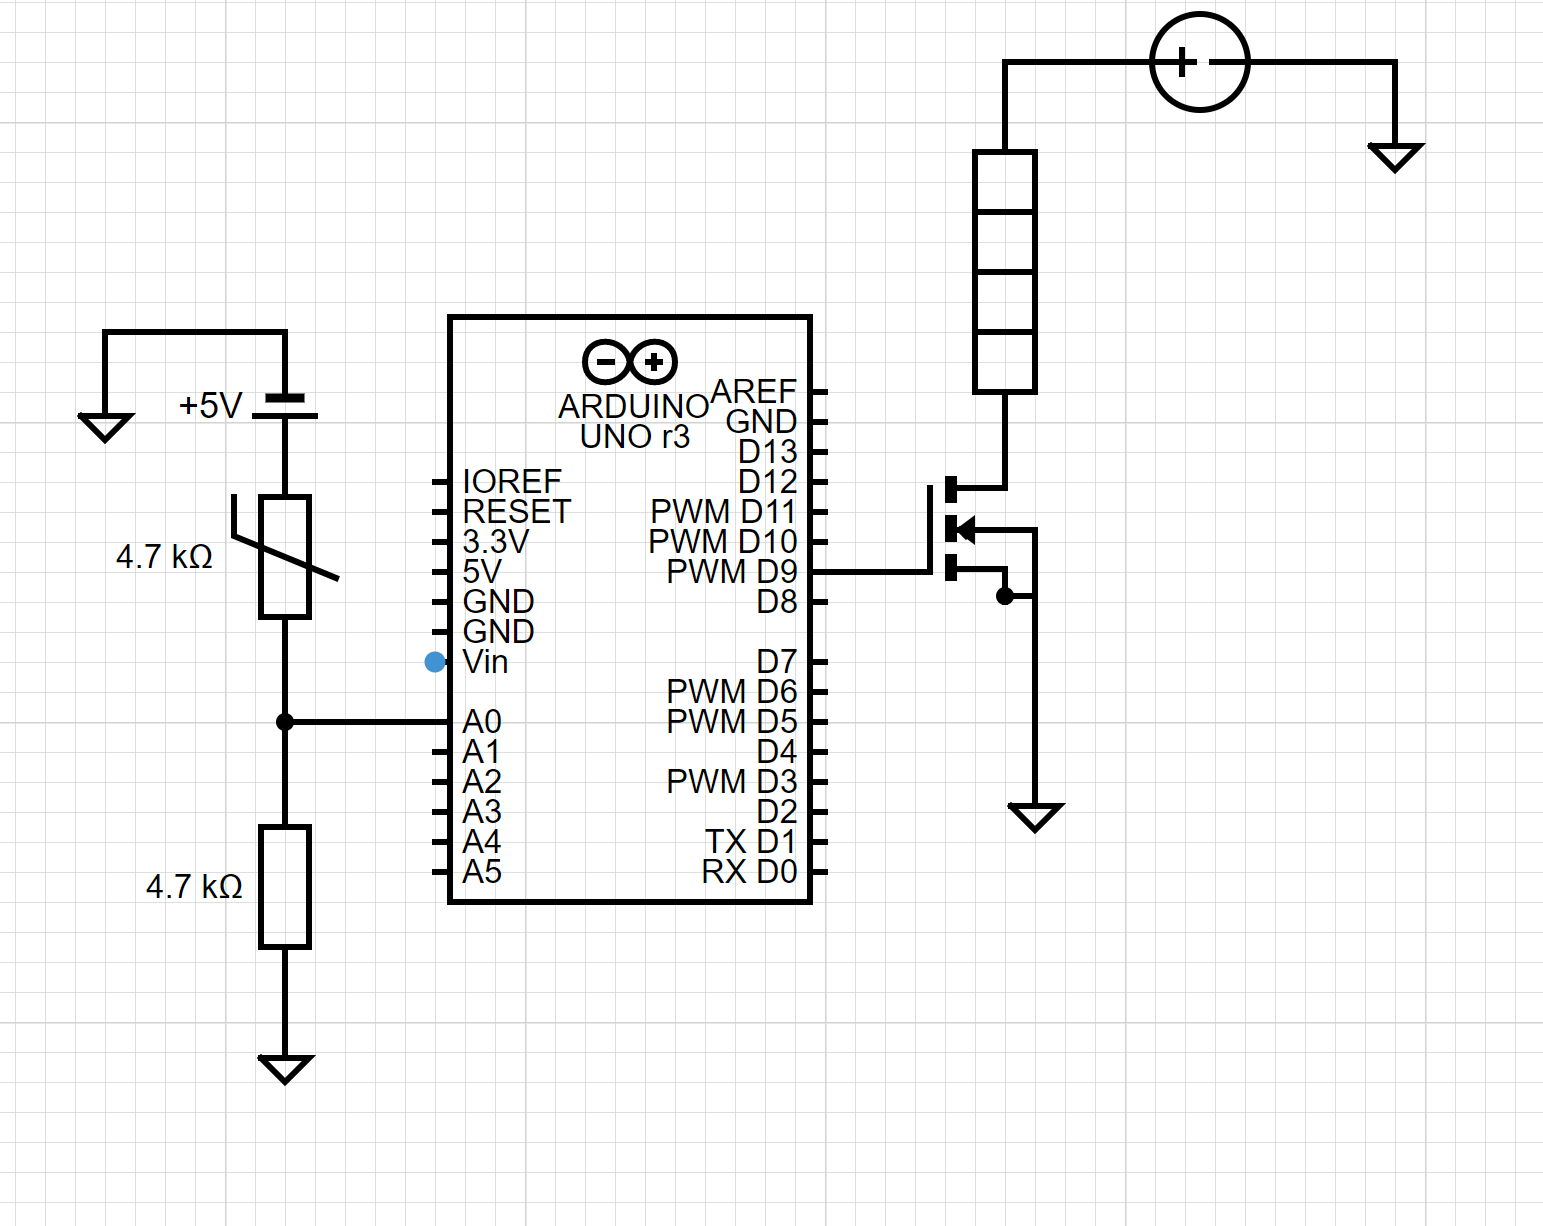 +5V
4.7 kΩ
4.7 kΩ
ARDUINO
UNO r3
IOREF
RESET
3.3V
5V
GND
GND
Vin
A0
A1
A2
A3
A4
A5
AREF
GND
D13
D12
PWM D11
PWM D10
PWM D9
D8
D7
PWM D6
PWM D5
D4
PWM D3
D2
TX D1
RX D0